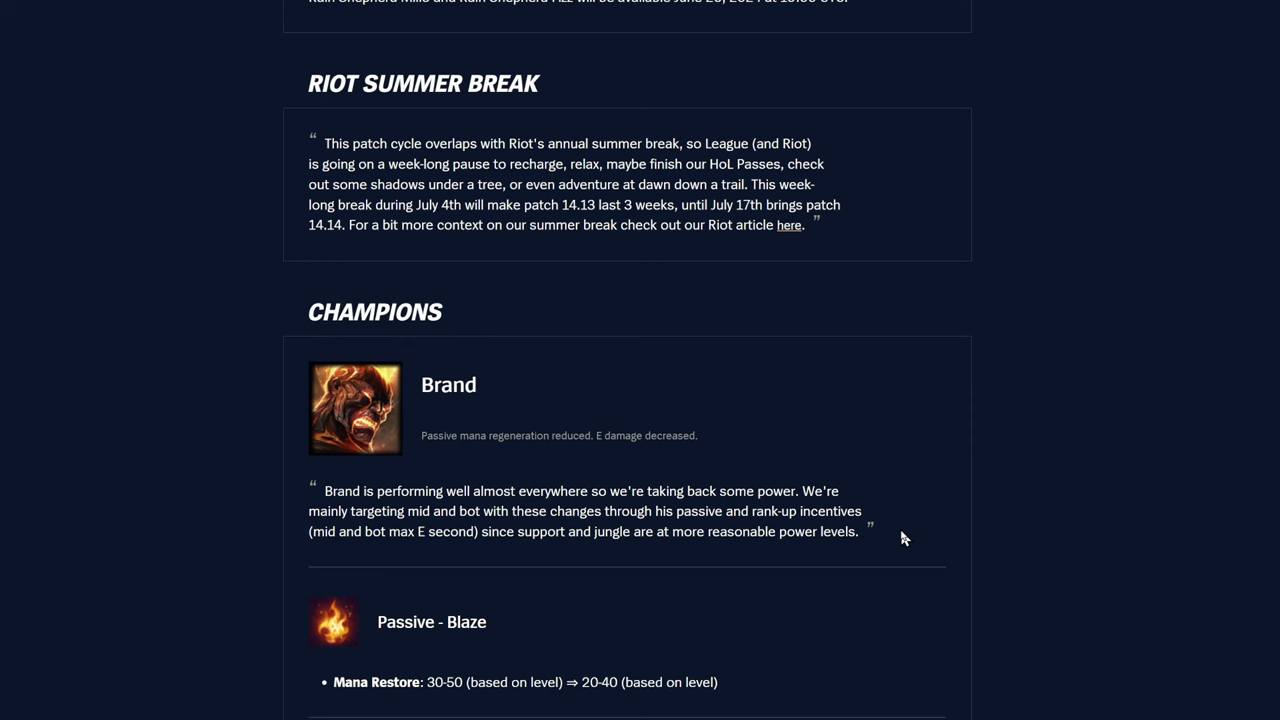 RIOT SUMMER BREAK
“ This patch cycle overlaps with Riot's annual summer break, so League (and Riot)
is going on a week-long pause to recharge, relax, maybe finish our HoL Passes, check
out some shadows under a tree, or even adventure at dawn down a trail. This week-
long break during July 4th will make patch 14.13 last 3 weeks, until July 17th brings patch
14.14. For a bit more context on our summer break check out our Riot article here. ”
CHAMPIONS
Brand
Passive mana regeneration reduced. E damage decreased.
“ Brand is performing well almost everywhere so we're taking back some power. We're
mainly targeting mid and bot with these changes through his passive and rank-up incentives
(mid and bot max E second) since support and jungle are at more reasonable power levels. ”
Passive - Blaze
• Mana Restore: 30-50 (based on level) ⇒ 20-40 (based on level)